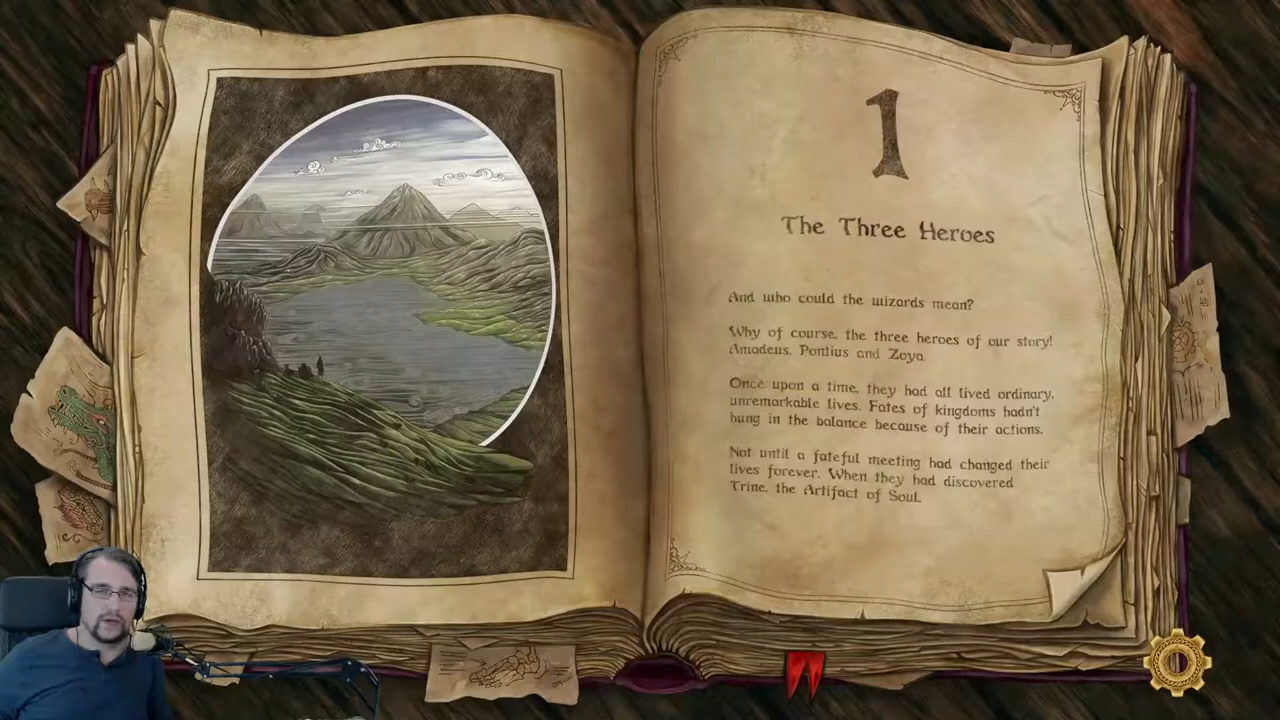 1
The Three Heroes
And who could the wizards mean?
Why of course, the three heroes of our story!
Amadeus, Pontius and Zoya.
Once upon a time, they had all lived ordinary,
unremarkable lives. Fates of kingdoms hadn't
hung in the balance because of their actions.
Not until a fateful meeting had changed their
lives forever. When they had discovered
Trine, the Artifact of Soul.